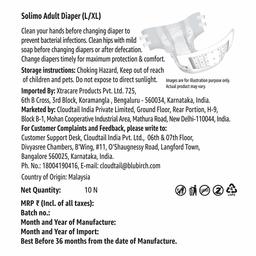 Solimo Adult Diaper (L/XL)
Clean your hands before changing diaper to
prevent bacterial infections. Clean hips with mild
soap before changing diapers or after defecation.
Change diapers timely for maximum protection & comfort.
Storage instructions: Choking Hazard, Keep out of reach
of children and pets. Do not expose to direct sunlight.
Images are for illustration purpose only.
Actual product may vary.
Imported By: Xtracare Products Pvt. Ltd. 725,
6th B Cross, 3rd Block, Koramangla, Bengaluru - 560034, Karnataka, India.
Marketed by: Cloudtail India Private Limited, Ground Floor, Rear Portion, H-9,
Block B-1, Mohan Cooperative Industrial Area, Mathura Road, New Delhi-110044, India.
For Customer Complaints and Feedback, please write to:
Customer Support Desk, Cloudtail India Pvt. Ltd., 06th & 07th Floor,
Divyasree Chambers, B'Wing, #11, O'Shaugnessy Road, Langford Town,
Bangalore 560025, Karnataka, India.
Ph. No.: 18004190416, E-mail: cloudtail@blubirch.com
Country of Origin: Malaysia
Net Quantity: 10 N
MRP ₹ (Incl. of all taxes):
Batch no.:
Month and Year of Manufacture:
Month and Year of Import:
Best Before 36 months from the date of Manufacture.